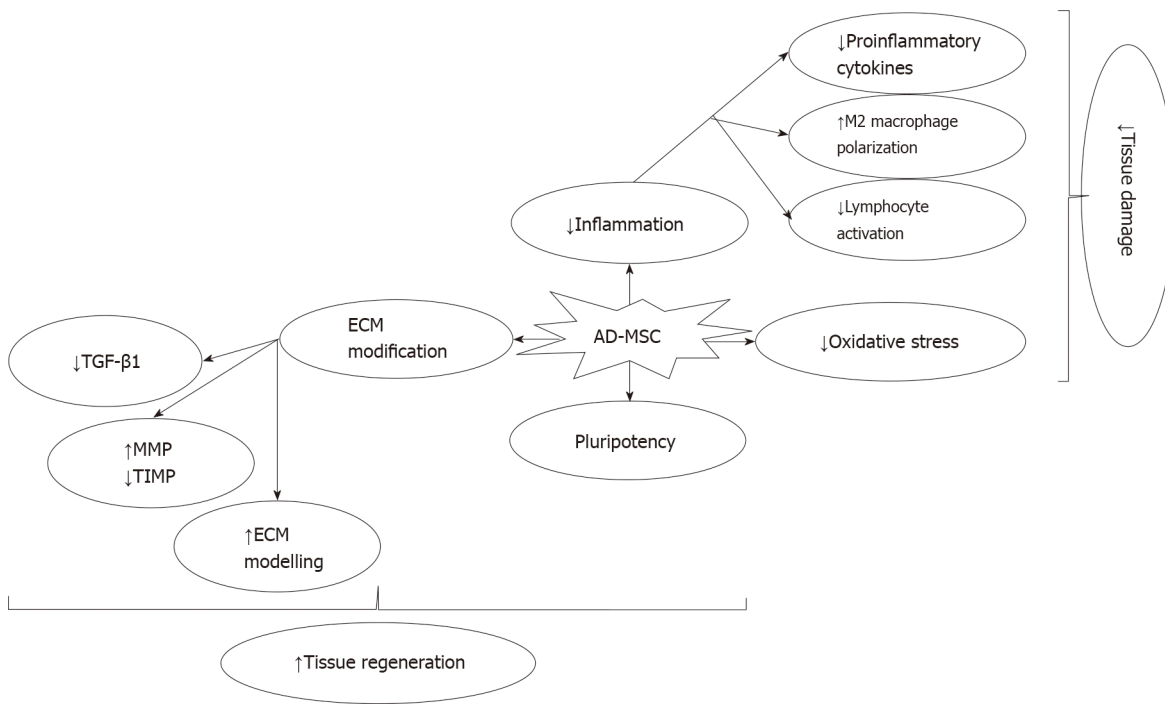 ↓Proinflammatory
cytokines
↑M2 macrophage
polarization
↓Lymphocyte
activation
↓Tissue damage
↓Inflammation
ECM
modification
AD-MSC
↓Oxidative stress
↓TGF-β1
Pluripotency
↑MMP
↓TIMP
↑ECM
modelling
↑Tissue regeneration